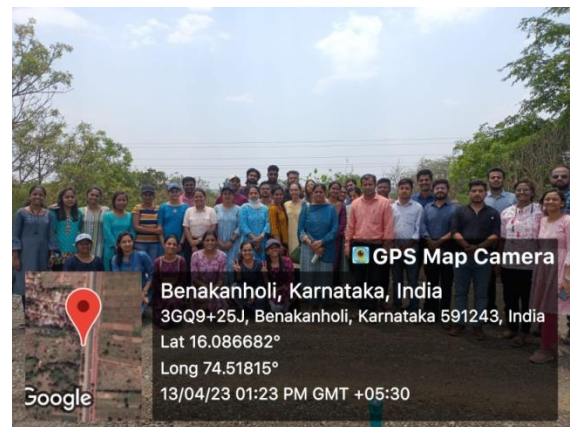 GPS Map Camera
Benakanholi, Karnataka, India
3GQ9+25J, Benakanholi, Karnataka 591243, India
Lat 16.086682°
Long 74.51815°
13/04/23 01:23 PM GMT +05:30
Google